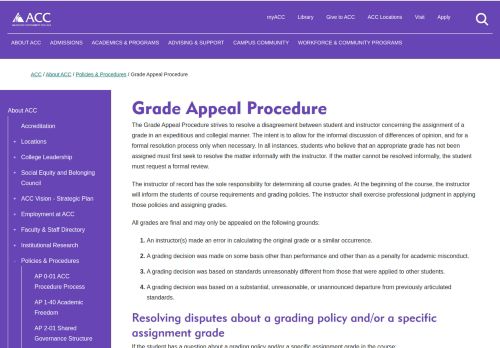 ACC
myACC Library Give to ACC ACC Locations Visit Apply
ABOUT ACC ADMISSIONS ACADEMICS & PROGRAMS ADVISING & SUPPORT CAMPUS COMMUNITY WORKFORCE & COMMUNITY PROGRAMS
ACC / About ACC / Policies & Procedures / Grade Appeal Procedure
About ACC
Accreditation
+ Locations
+ College Leadership
+ Social Equity and Belonging
Council
+ ACC Vision - Strategic Plan
+ Employment at ACC
+ Faculty & Staff Directory
+ Institutional Research
- Policies & Procedures
AP 0-01 ACC
Procedure Process
AP 1-40 Academic
Freedom
AP 2-01 Shared
Governance Structure
Grade Appeal Procedure
The Grade Appeal Procedure strives to resolve a disagreement between student and instructor concerning the assignment of a
grade in an expeditious and collegial manner. The intent is to allow for the informal discussion of differences of opinion, and for a
formal resolution process only when necessary. In all instances, students who believe that an appropriate grade has not been
assigned must first seek to resolve the matter informally with the instructor. If the matter cannot be resolved informally, the student
must request a formal review.
The instructor of record has the sole responsibility for determining all course grades. At the beginning of the course, the instructor
will inform the students of course requirements and grading policies. The instructor shall exercise professional judgment in applying
those policies and assigning grades.
All grades are final and may only be appealed on the following grounds:
1. An instructor(s) made an error in calculating the original grade or a similar occurrence.
2. A grading decision was made on some basis other than performance and other than as a penalty for academic misconduct.
3. A grading decision was based on standards unreasonably different from those that were applied to other students.
4. A grading decision was based on a substantial, unreasonable, or unannounced departure from previously articulated
standards.
Resolving disputes about a grading policy and/or a specific
assignment grade
If the student has a question about a grading policy and/or a specific assignment grade in the course: